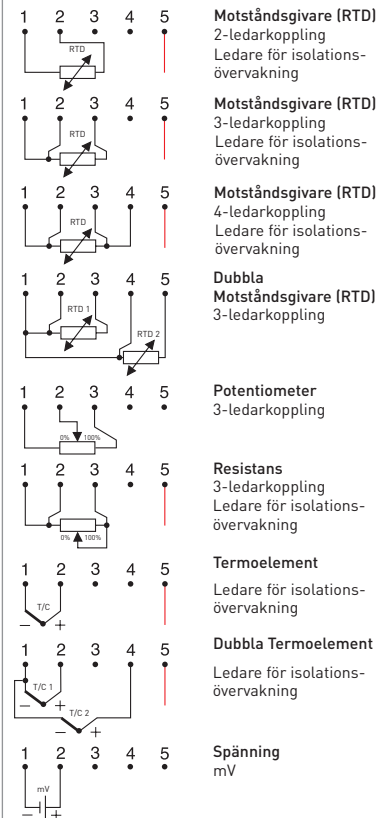 1 2 3 4 5
RTD
Motståndsgivare (RTD)
2-ledarkoppling
Ledare för isolations-
övervakning
1 2 3 4 5
RTD
Motståndsgivare (RTD)
3-ledarkoppling
Ledare för isolations-
övervakning
1 2 3 4 5
RTD
Motståndsgivare (RTD)
4-ledarkoppling
Ledare för isolations-
övervakning
1 2 3 4 5
RTD 1
RTD 2
Dubbla
Motståndsgivare (RTD)
3-ledarkoppling
1 2 3 4 5
0% 100%
Potentiometer
3-ledarkoppling
1 2 3 4 5
0% 100%
Resistans
3-ledarkoppling
Ledare för isolations-
övervakning
1 2 3 4 5
T/C
– +
Termoelement
Ledare för isolations-
övervakning
1 2 3 4 5
T/C 1
– +
T/C 2
– +
Dubbla Termoelement
Ledare för isolations-
övervakning
1 2 3 4 5
mV
– +
Spänning
mV